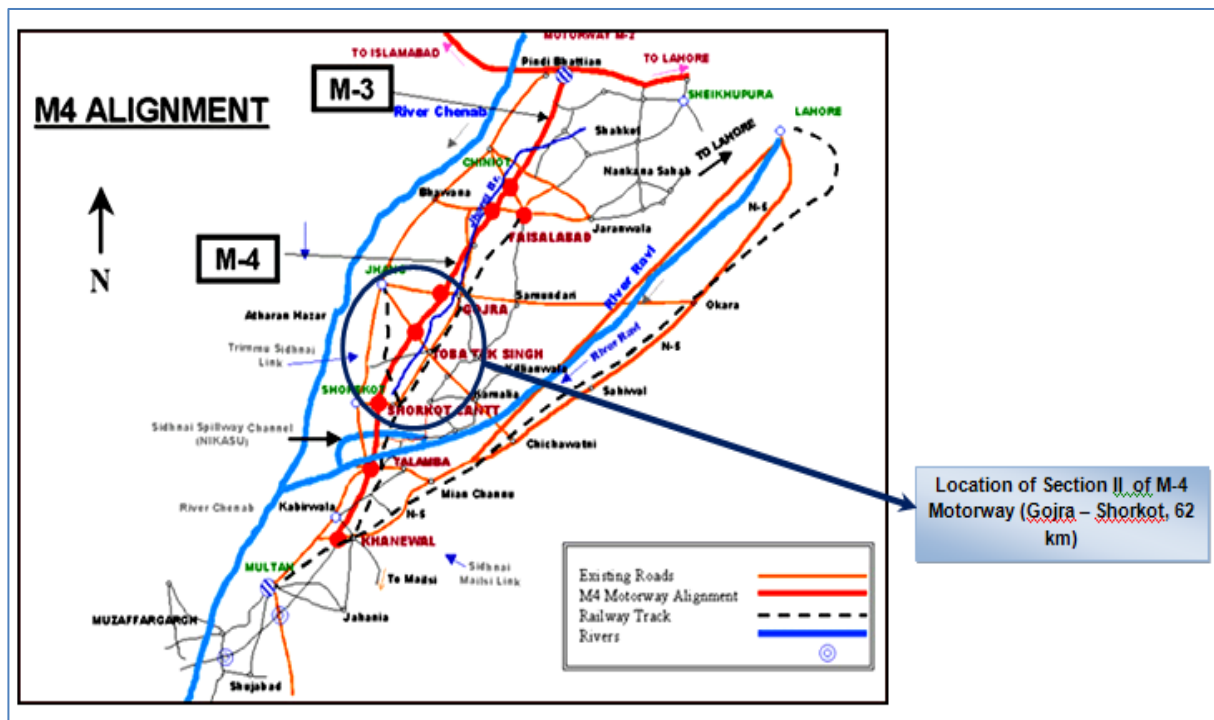 MOTORWAY M-2
TO ISLAMABAD
Pindi Bhattian
TO LAHORE
M-3
SHEIKHUPURA
LAHORE
M4 ALIGNMENT
River Chenab
Shahkot
TO LAHORE
CHINIOT
Nankana Sahab
Bhawana
Jhang Br.
N-5
Jaranwala
FAISALABAD
M-4
N
JHANG
River Ravi
GOJRA
Samundari
Okara
Atharan Hazar
River Ravi
N-5
Trimmu Sidhnai
Link
TOBA TEK SINGH
Sahiwal
SHORKOT
Kamalia
SHORKOT CANTT
Sidhnai Spillway Channel
(NIKASU)
Chichawatni
TALAMBA
Mian Channu
River Chenab
Kabirwala
N-5
KHANEWAL
MULTAN
To Mailsi
Sidhnai
Mailsi Link
MUZAFFARGARH
Jahania
Shujabad
Existing Roads
M4 Motorway Alignment
Railway Track
Rivers
Location of Section II of M-4
Motorway (Gojra – Shorkot, 62
km)